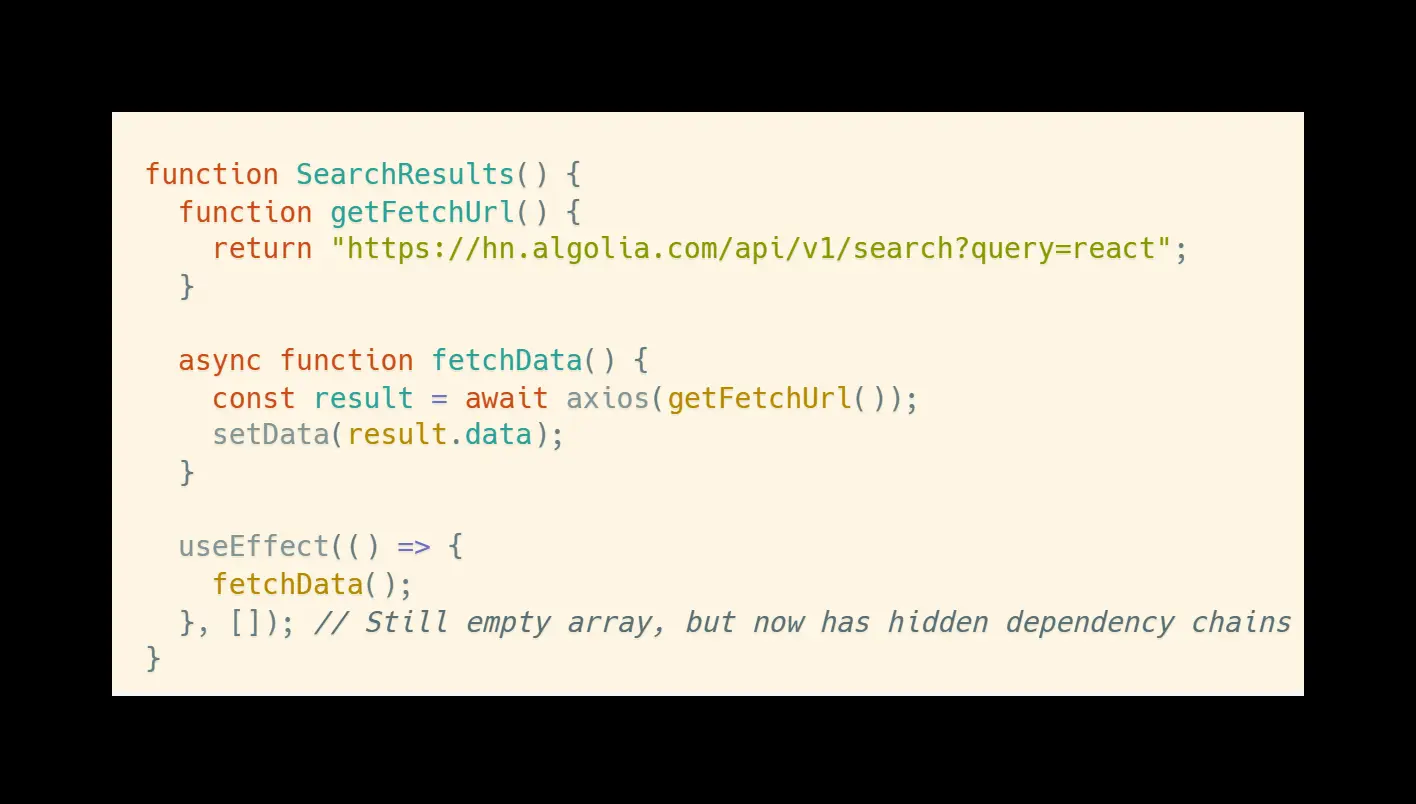 function SearchResults() {
  function getFetchUrl() {
    return "https://hn.algolia.com/api/v1/search?query=react";
  }

  async function fetchData() {
    const result = await axios(getFetchUrl());
    setData(result.data);
  }

  useEffect(() => {
    fetchData();
  }, []); // Still empty array, but now has hidden dependency chains
}